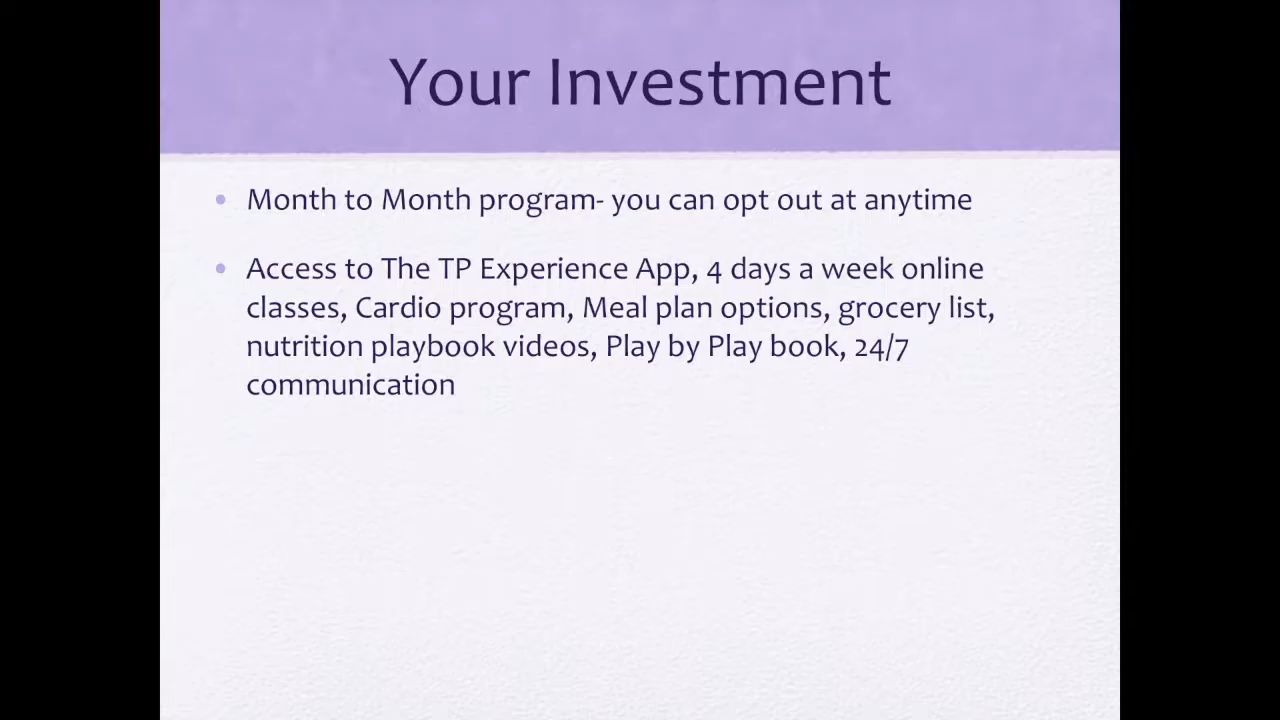 Your Investment
• Month to Month program- you can opt out at anytime
• Access to The TP Experience App, 4 days a week online
classes, Cardio program, Meal plan options, grocery list,
nutrition playbook videos, Play by Play book, 24/7
communication